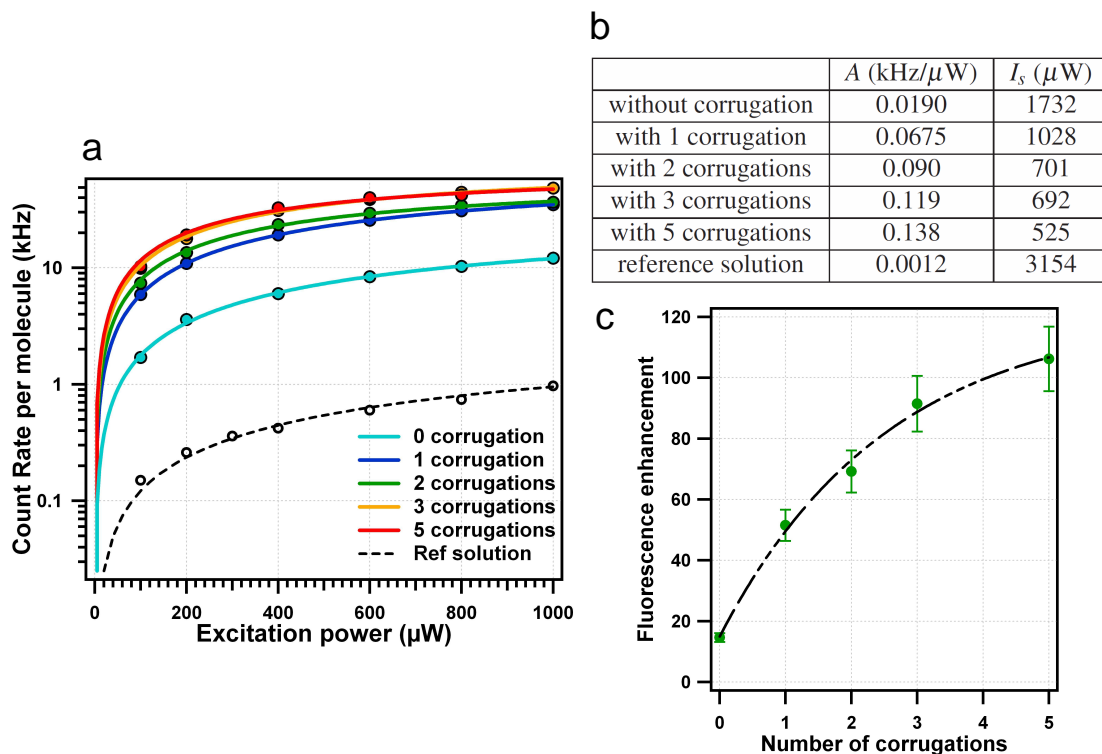 a
Count Rate per molecule (kHz)
10
1
0.1
0 corrugation
1 corrugation
2 corrugations
3 corrugations
5 corrugations
Ref solution
0 200 400 600 800 1000
Excitation power (µW)
b
A (kHz/µW) I_s (µW)
without corrugation 0.0190 1732
with 1 corrugation 0.0675 1028
with 2 corrugations 0.090 701
with 3 corrugations 0.119 692
with 5 corrugations 0.138 525
reference solution 0.0012 3154
c
Fluorescence enhancement
120
100
80
60
40
20
0
0 1 2 3 4 5
Number of corrugations